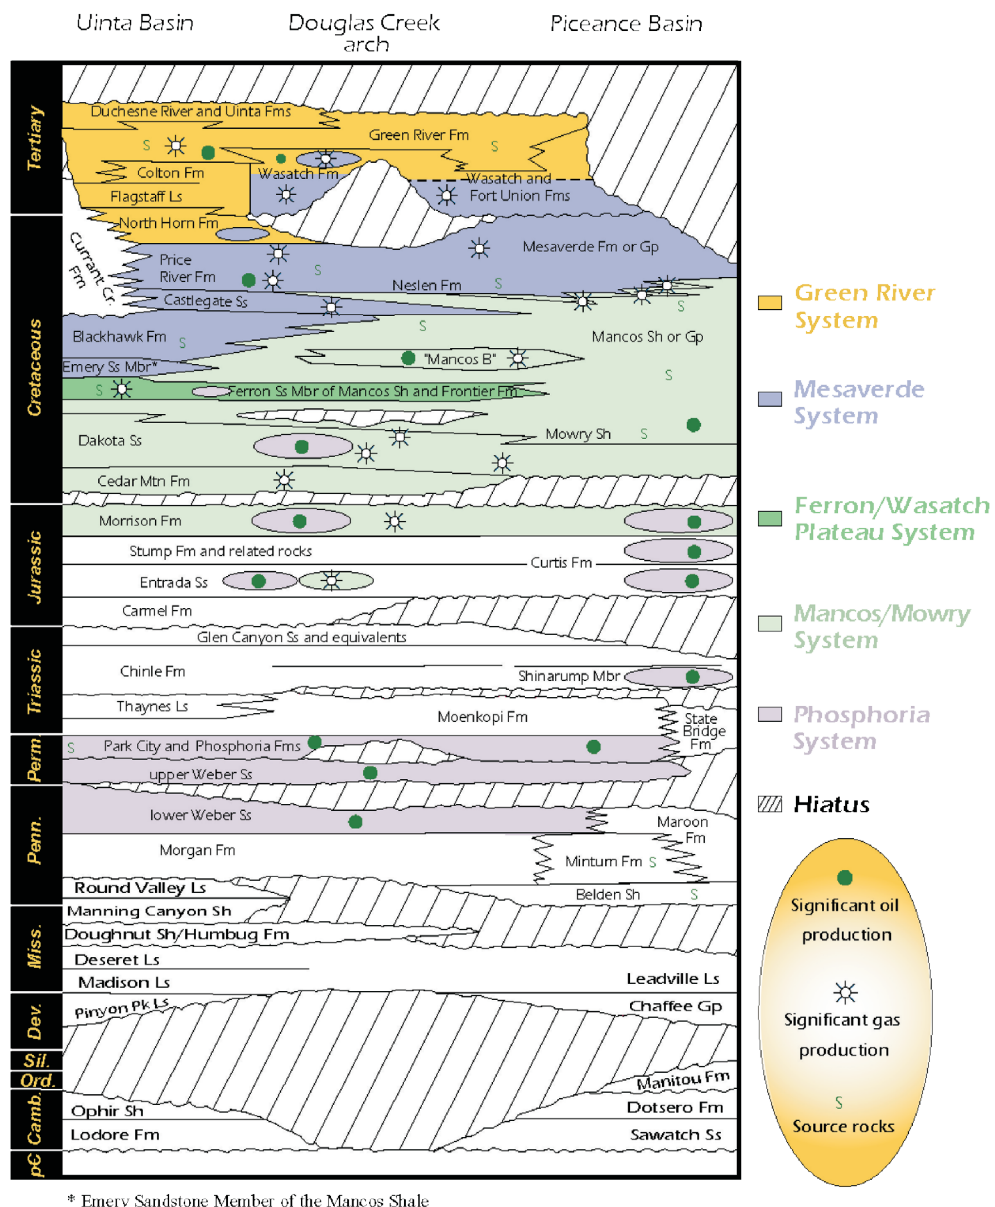 Uinta Basin
Douglas Creek
arch
Piceance Basin
Tertiary
Duchesne River and Uinta Fms
Green River Fm
S
S
Colton Fm
Wasatch Fm
Wasatch and
Fort Union Fms
Flagstaff Ls
Cretaceous
North Horn Fm
Currant Cr.
Fm
Mesaverde Fm or Gp
Price
River Fm
S
Neslen Fm
S
Castlegate Ss
S
S
Blackhawk Fm
S
Mancos Sh or Gp
"Mancos B"
Emery Ss Mbr*
S
S
Ferron Ss Mbr of Mancos Sh and Frontier Fm
Dakota Ss
Mowry Sh
S
Cedar Mtn Fm
Jurassic
Morrison Fm
Stump Fm and related rocks
Curtis Fm
Entrada Ss
Carmel Fm
Triassic
Glen Canyon Ss and equivalents
Chinle Fm
Shinarump Mbr
Thaynes Ls
Moenkopi Fm
State
Bridge
Fm
Perm.
S
Park City and Phosphoria Fms
upper Weber Ss
Penn.
lower Weber Ss
Maroon
Fm
Morgan Fm
Minturn Fm
S
Round Valley Ls
Belden Sh
S
Miss.
Manning Canyon Sh
Doughnut Sh/Humbug Fm
Deseret Ls
Madison Ls
Leadville Ls
Dev.
Pinyon Pk Ls
Chaffee Gp
Sil.
Ord.
Manitou Fm
Camb.
Ophir Sh
Dotsero Fm
Lodore Fm
Sawatch Ss
p€
Green River
System
Mesaverde
System
Ferron/Wasatch
Plateau System
Mancos/Mowry
System
Phosphoria
System
Hiatus
Significant oil
production
Significant gas
production
S
Source rocks
* Emery Sandstone Member of the Mancos Shale